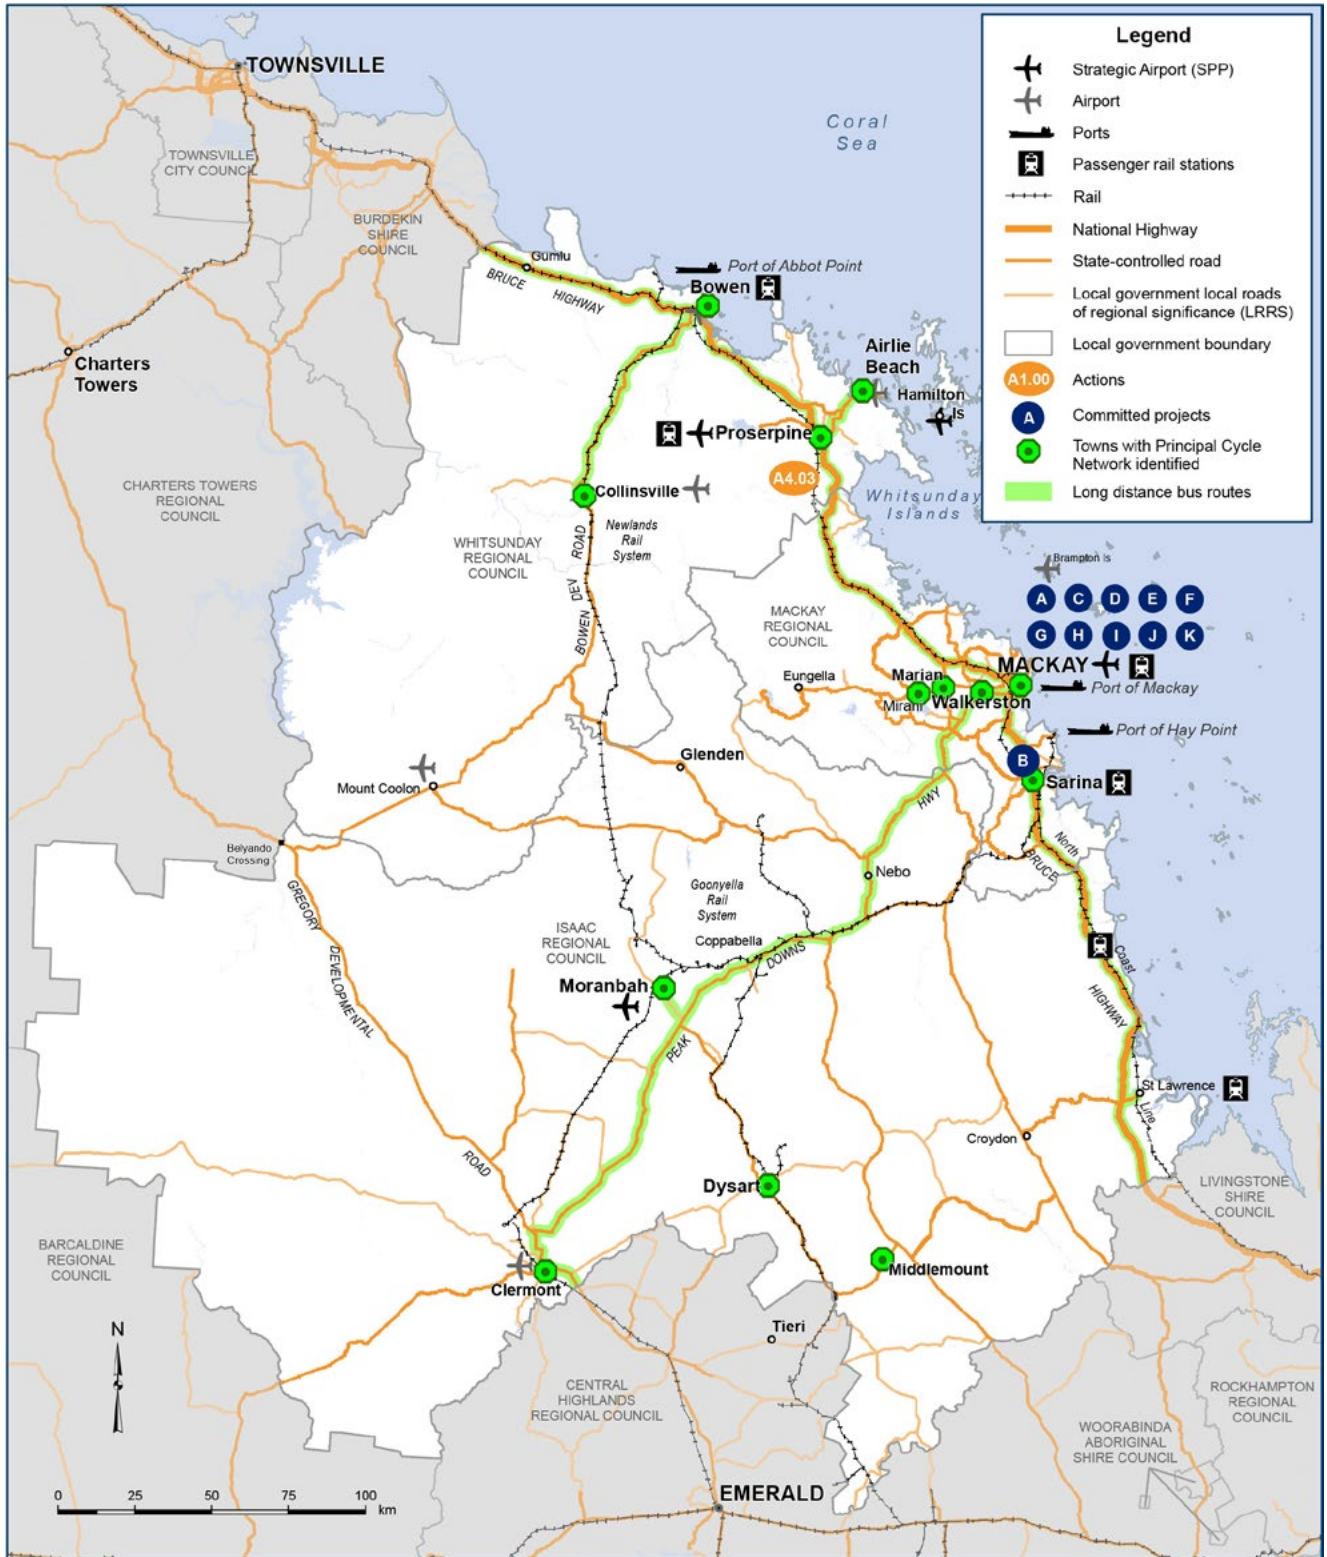 Legend
Strategic Airport (SPP)
Airport
Ports
Passenger rail stations
Rail
National Highway
State-controlled road
Local government local roads
of regional significance (LRRS)
Local government boundary
A1.00
Actions
A
Committed projects
Towns with Principal Cycle
Network identified
Long distance bus routes
TOWNSVILLE
Coral
Sea
TOWNSVILLE
CITY COUNCIL
BURDEKIN
SHIRE
COUNCIL
Gumlu
BRUCE
HIGHWAY
Port of Abbot Point
Bowen
Charters
Towers
Airlie
Beach
Hamilton
Is
Proserpine
A4.03
CHARTERS TOWERS
REGIONAL
COUNCIL
Collinsville
Whitsunday
Islands
Newlands
Rail
System
WHITSUNDAY
REGIONAL
COUNCIL
BOWEN DEV ROAD
Brampton Is
A C D E F
G H I J K
MACKAY
REGIONAL
COUNCIL
MACKAY
Eungella
Marian
Mirani
Walkerston
Port of Mackay
Port of Hay Point
B
Sarina
Glenden
Mount Coolon
HWY
Belyando
Crossing
North
BRUCE
Nebo
Goonyella
Rail
System
GREGORY
DEVELOPMENTAL
ROAD
ISAAC
REGIONAL
COUNCIL
Coppabella
DOWNS
Coast
Moranbah
HIGHWAY
PEAK
St Lawrence
Line
Croydon
Dysart
LIVINGSTONE
SHIRE
COUNCIL
BARCALDINE
REGIONAL
COUNCIL
Middlemount
Clermont
N
Tieri
CENTRAL
HIGHLANDS
REGIONAL COUNCIL
ROCKHAMPTON
REGIONAL
COUNCIL
WOORABINDA
ABORIGINAL
SHIRE COUNCIL
EMERALD
0 25 50 75 100
km